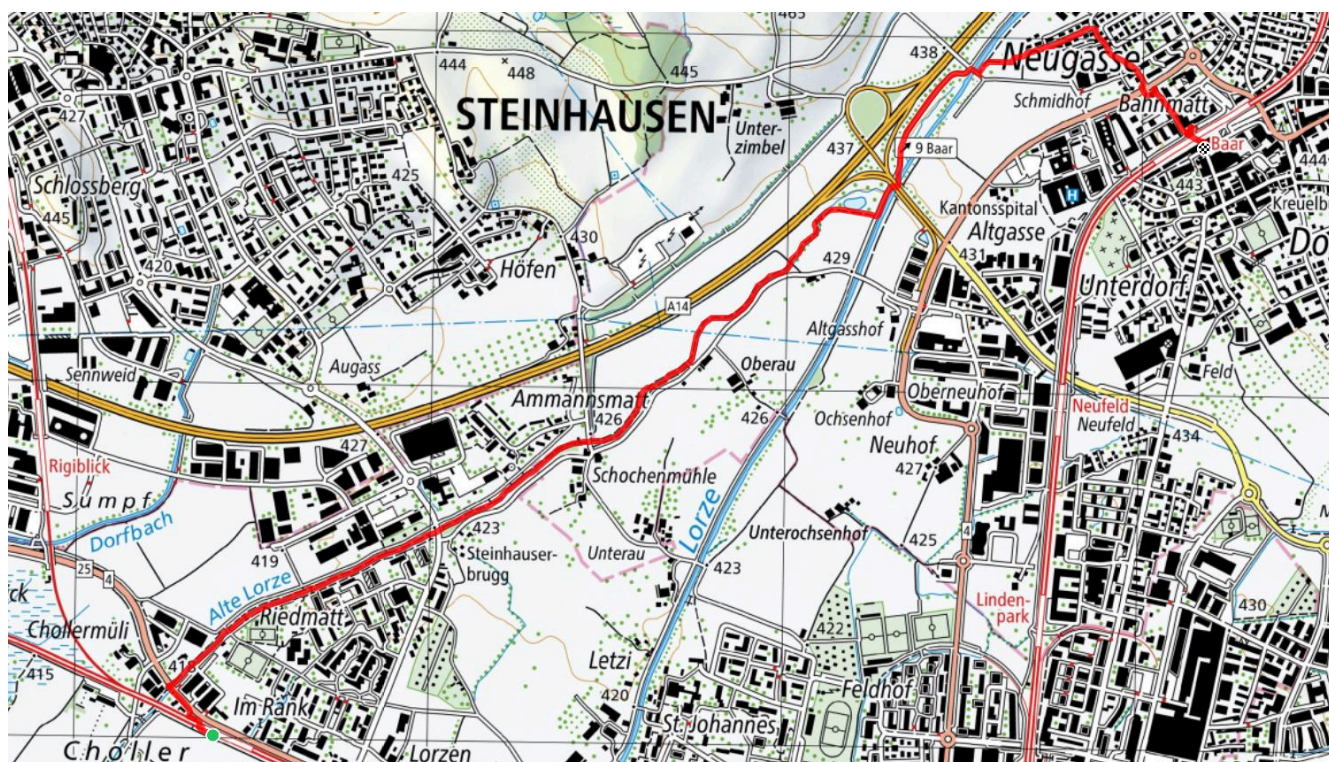 465
438
Neugasse
444
448
445
427
STEINHAUSEN
Schmidhof
Bahnmatt
Unter-
zimbel
437
9 Baar
Baar
444
425
Schlossberg
445
443
Kreuelb
Kantonsspital
Altgasse
H
Do
430
420
Höfen
429
431
Unterdorf
A14
Altgasshof
Augass
Sennweid
Oberau
Feld
Ammannsmatt
426
426
Oberneuhof
Ochsenhof
Neufeld
Neufeld
434
427
Neuhof
427
Rigiblick
Sumpf
Schochenmühle
Dorfbach
Lorze
423
Unterochsenhof
4
419
Steinhauser-
brugg
Unterau
425
423
25
4
Alte Lorze
Riedmatt
Linden-
park
430
ck
Chollermüli
422
418
415
Letzi
Im Rank
420
Feldhof
St. Johannes
Choller
Lorzen